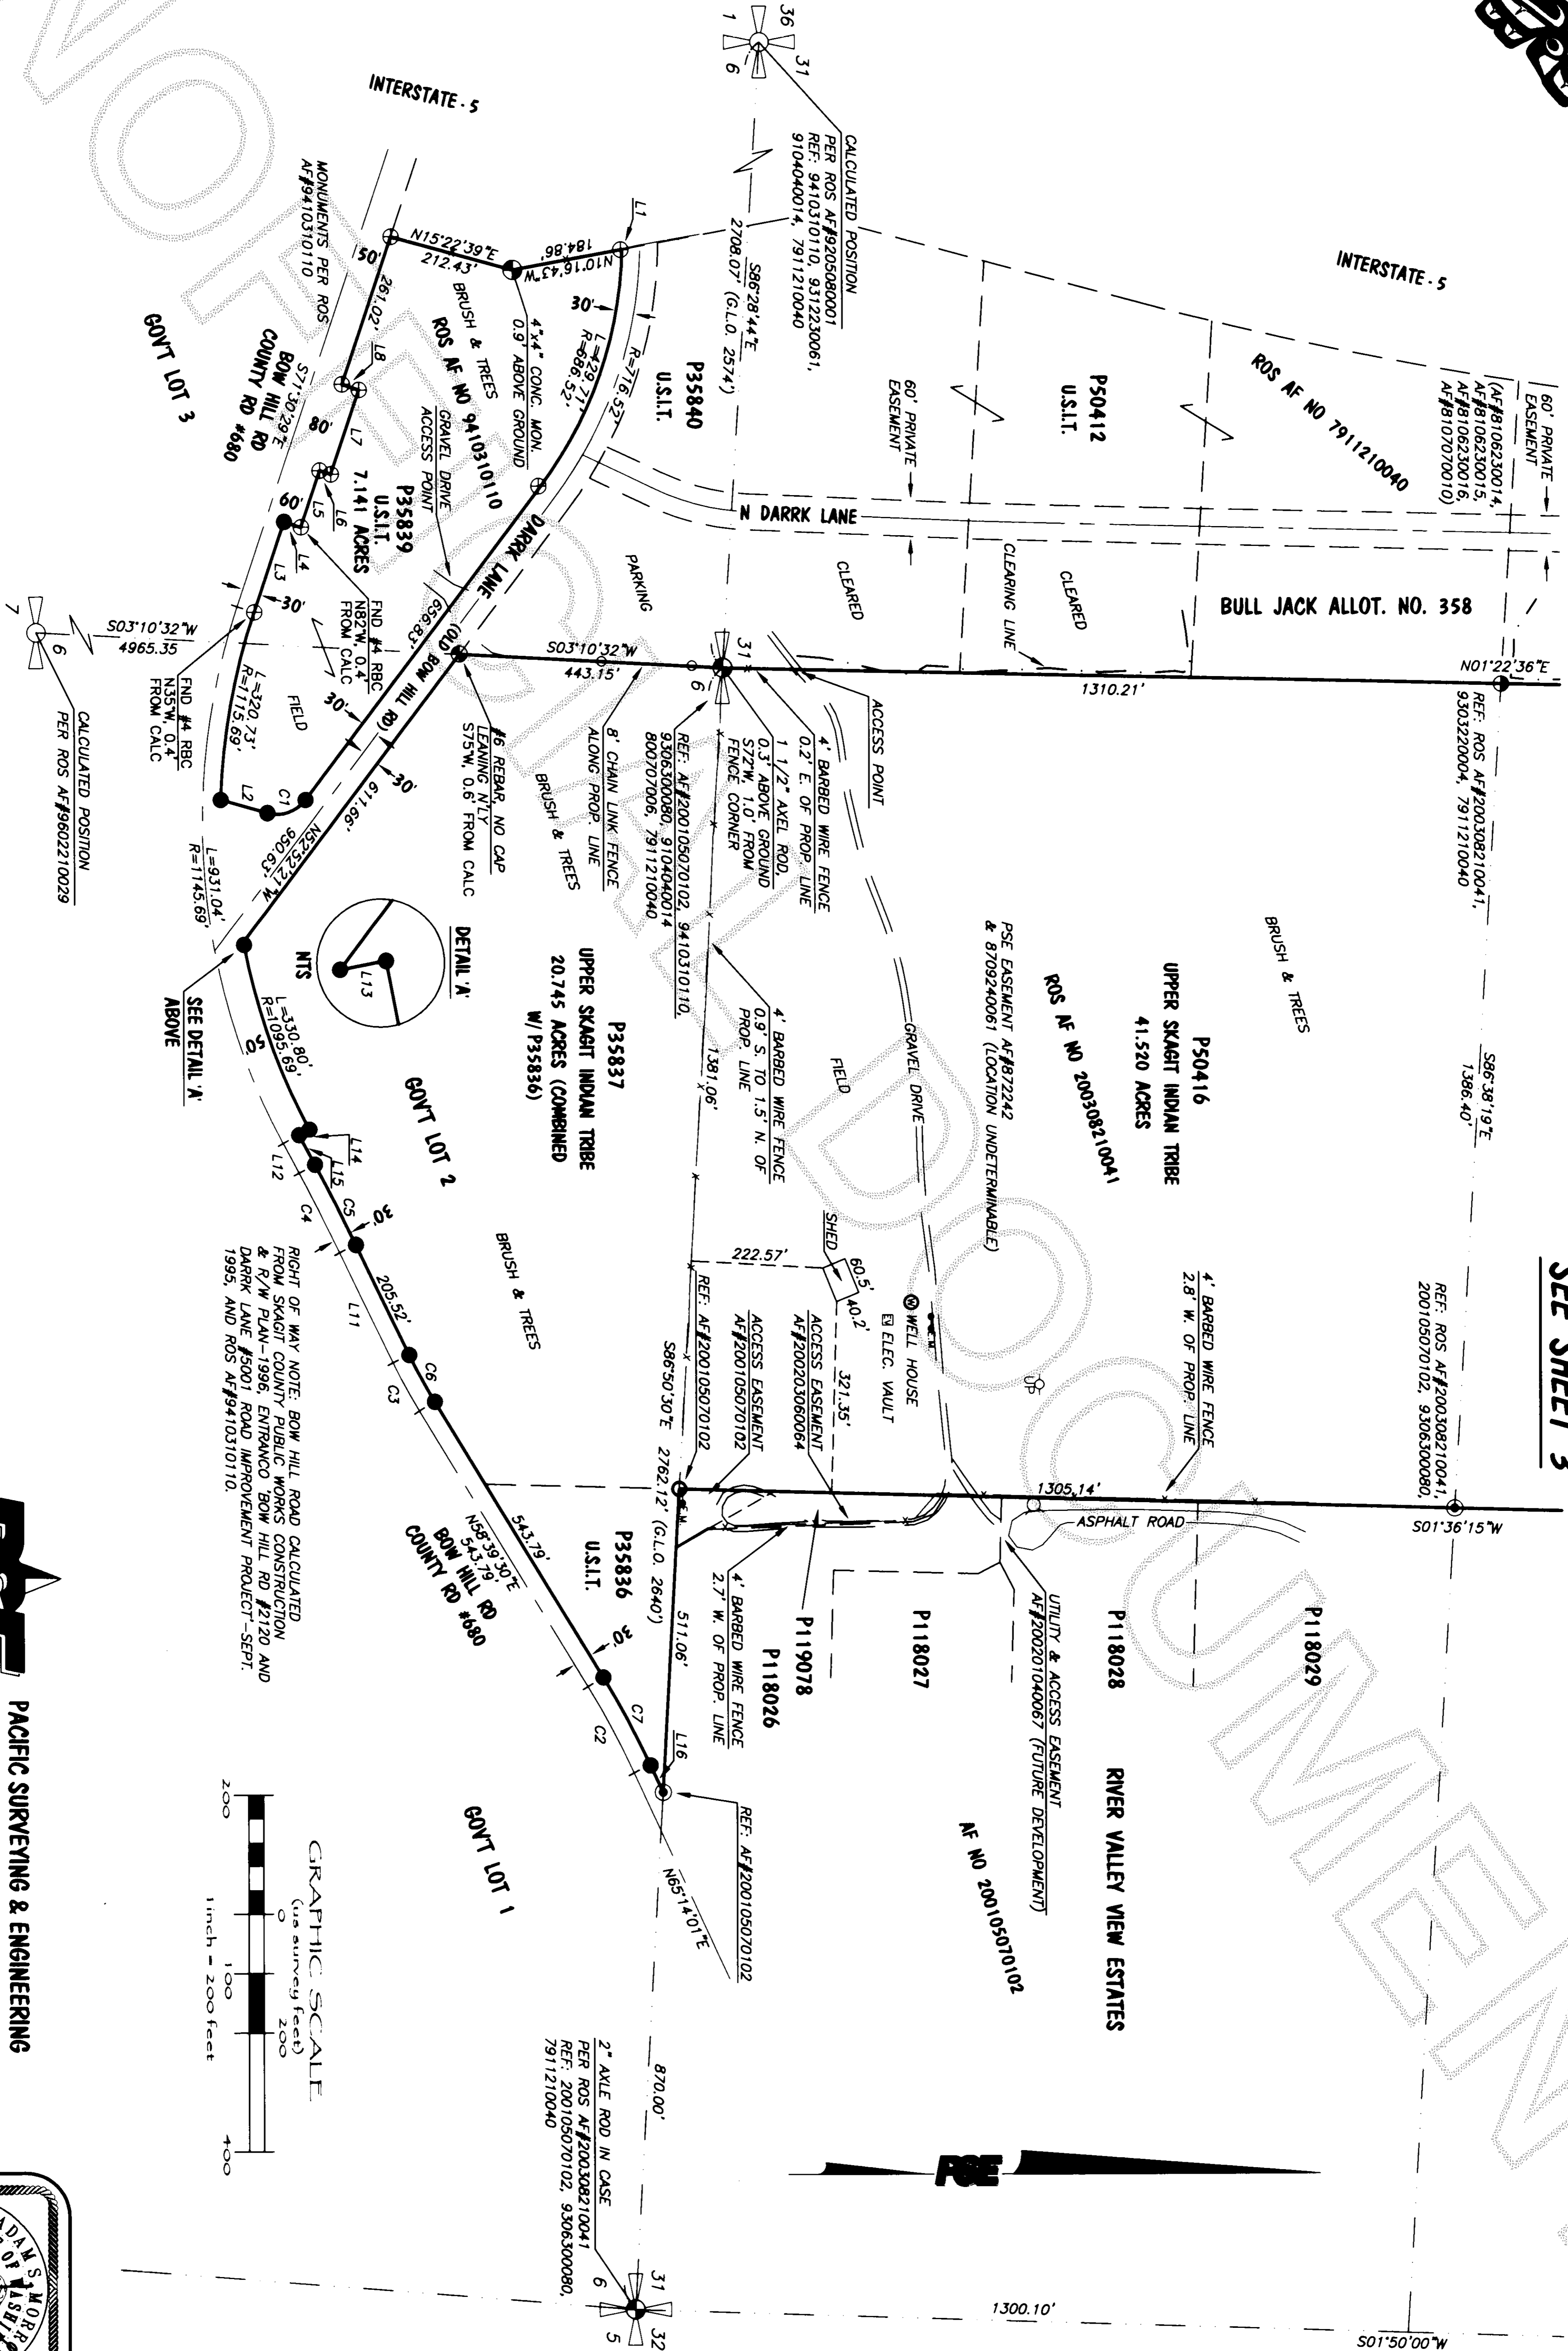 SEE SHEET 3
INTERSTATE - 5
INTERSTATE - 5
60' PRIVATE
EASEMENT
(AF#8106230014,
AF#8106230015,
AF#8106230016,
AF#8107070010)
ROS AF NO 7911210040
P50412
U.S.I.T.
60' PRIVATE
EASEMENT
N DARRK LANE
BULL JACK ALLOT. NO. 358
CLEARED
CLEARING LINE
CLEARED
PARKING
N01°22'36"E
1310.21'
REF: ROS AF#200308210041,
9303220004, 7911210040
S86°38'19"E
1386.40'
REF: ROS AF#200308210041,
200105070102, 9306300080,
S01°36'15"W
1305.14'
ASPHALT ROAD
4' BARBED WIRE FENCE
2.8' W. OF PROP. LINE
BRUSH & TREES
P50416
UPPER SKAGIT INDIAN TRIBE
41.520 ACRES
ROS AF NO 200308210041
PSE EASEMENT AF#872242
& 8709240061 (LOCATION UNDETERMINABLE)
GRAVEL DRIVE
FIELD
ACCESS POINT
SHED
60.5'
40.2'
222.57'
321.35'
WELL HOUSE
W
EV
ELEC. VAULT
UP
ACCESS EASEMENT
AF#200203060064
ACCESS EASEMENT
AF#200105070102
REF: AF#200105070102
36
31
1
6
CALCULATED POSITION
PER ROS AF#9205080001
REF: 9410310110, 9312230061,
9104040014, 7911210040
S86°28'44"E
2708.07' (G.L.O. 2574')
P35840
U.S.I.T.
L1
N10°16'43"W
184.86'
N15°22'39"E
212.43'
30'
L=429.71'
R=686.52'
R=716.52'
4"x4" CONC. MON.
0.9' ABOVE GROUND
BRUSH & TREES
ROS AF NO 9410310110
GRAVEL DRIVE
ACCESS POINT
DARRK LANE
(OLD BOW HILL RD)
656.83'
30'
30'
611.66'
N52°52'21"W
950.63'
MONUMENTS PER ROS
AF#9410310110
50'
261.02'
L8
L7
80'
L6
L5
60'
L4
L3
30'
P35839
U.S.I.T.
7.141 ACRES
S71°30'29"E
BOW HILL RD
COUNTY RD #680
GOV'T LOT 3
FND #4 RBC
N82°W, 0.4'
FROM CALC
FND #4 RBC
N35°W, 0.4'
FROM CALC
FIELD
L=320.73'
R=1115.69'
L2
C1
S03°10'32"W
4965.35
6
7
CALCULATED POSITION
PER ROS AF#9602210029
L=931.04'
R=1145.69'
S03°10'32"W
443.15'
31
6
#6 REBAR, NO CAP
LEANING N'LY
S75°W, 0.6' FROM CALC
BRUSH & TREES
8' CHAIN LINK FENCE
ALONG PROP. LINE
REF: AF#200105070102, 9410310110,
9306300080, 9104040014
800707006, 7911210040
1 1/2" AXEL ROD,
0.3' ABOVE GROUND
S72°W, 1.0' FROM
FENCE CORNER
4' BARBED WIRE FENCE
0.2' E. OF PROP. LINE
1381.06'
4' BARBED WIRE FENCE
0.9' S. TO 1.5' N. OF
PROP. LINE
DETAIL 'A'
L13
NTS
SEE DETAIL 'A'
ABOVE
P35837
UPPER SKAGIT INDIAN TRIBE
20.745 ACRES (COMBINED
W/ P35836)
GOV'T LOT 2
L=330.80'
R=1095.69'
50'
L14
L15
L12
C5
C4
30'
L11
205.52'
C3
C6
BRUSH & TREES
S86°50'30"E 2762.12' (G.L.O. 2640')
543.79'
N58°39'30"E
543.79'
BOW HILL RD
COUNTY RD #680
P35836
U.S.I.T.
511.06'
30'
C7
C2
L16
REF: AF#200105070102
N65°14'01"E
4' BARBED WIRE FENCE
2.7' W. OF PROP. LINE
P118026
P119078
P118027
P118028
P118029
UTILITY & ACCESS EASEMENT
AF#200201040067 (FUTURE DEVELOPMENT)
RIVER VALLEY VIEW ESTATES
AF NO 200105070102
GOV'T LOT 1
870.00'
2" AXLE ROD IN CASE
PER ROS AF#200308210041
REF: 200105070102, 9306300080,
7911210040
31
32
6
5
1300.10'
S01°50'00"W
PSE
RIGHT OF WAY NOTE: BOW HILL ROAD CALCULATED
FROM SKAGIT COUNTY PUBLIC WORKS CONSTRUCTION
& R/W PLAN-1996, ENTRANCO 'BOW HILL RD #2120 AND
DARRK LANE #5001 ROAD IMPROVEMENT PROJECT'-SEPT.
1995, AND ROS AF#9410310110.
GRAPHIC SCALE
(us survey feet)
200 0 100 200 400
1 inch = 200 feet
PSE
PACIFIC SURVEYING & ENGINEERING
UNOFFICIAL DOCUMENT